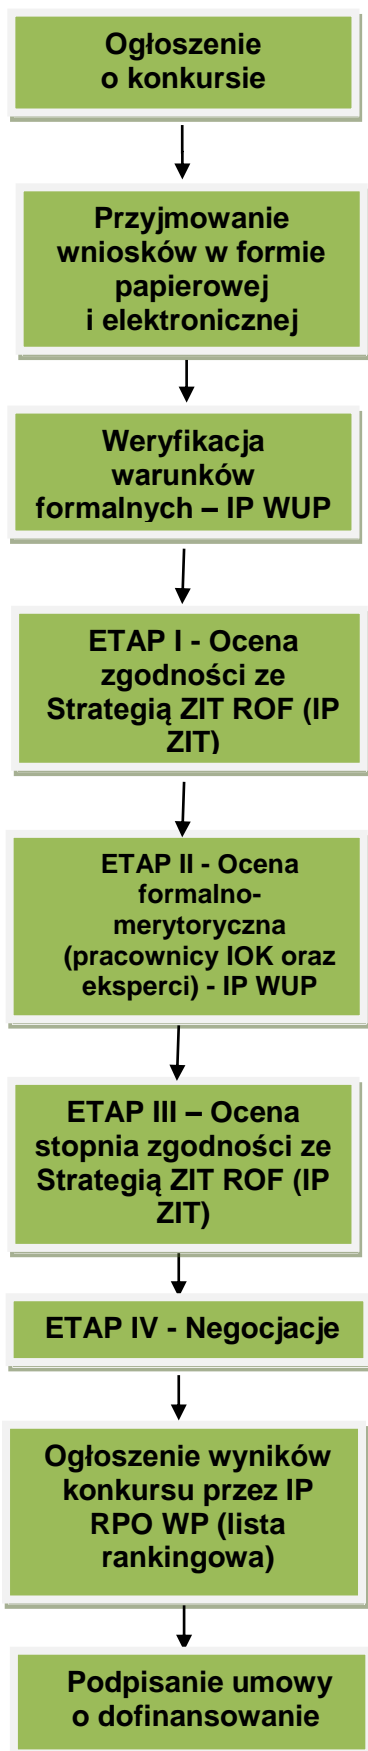 Ogłoszenie
o konkursie
Przyjmowanie
wniosków w formie
papierowej
i elektronicznej
Weryfikacja
warunków
formalnych – IP WUP
ETAP I - Ocena
zgodności ze
Strategią ZIT ROF (IP
ZIT)
ETAP II - Ocena
formalno-
merytoryczna
(pracownicy IOK oraz
eksperci) - IP WUP
ETAP III – Ocena
stopnia zgodności ze
Strategią ZIT ROF (IP
ZIT)
ETAP IV - Negocjacje
Ogłoszenie wyników
konkursu przez IP
RPO WP (lista
rankingowa)
Podpisanie umowy
o dofinansowanie